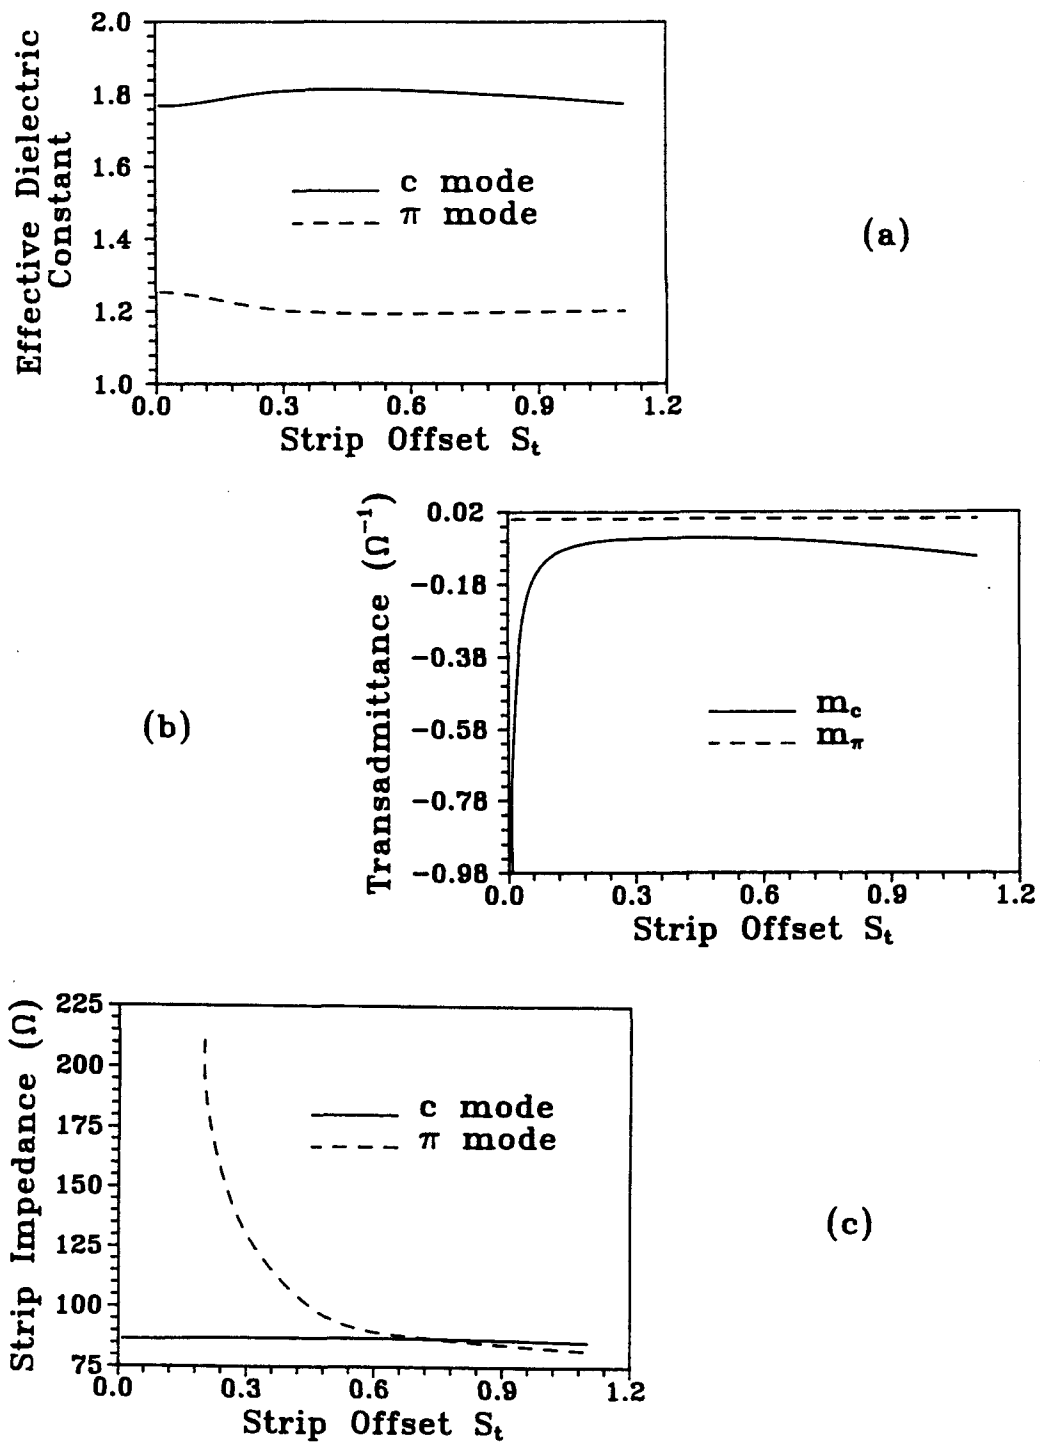 2.0
1.8
1.6
1.4
1.2
1.0
Effective Dielectric
Constant
c mode
π mode
0.0 0.3 0.6 0.9 1.2
Strip Offset Sₜ
(a)
0.02
−0.18
−0.38
−0.58
−0.78
−0.98
Transadmittance (Ω⁻¹)
m_c
m_π
0.0 0.3 0.6 0.9 1.2
Strip Offset Sₜ
(b)
225
200
175
150
125
100
75
Strip Impedance (Ω)
c mode
π mode
0.0 0.3 0.6 0.9 1.2
Strip Offset Sₜ
(c)